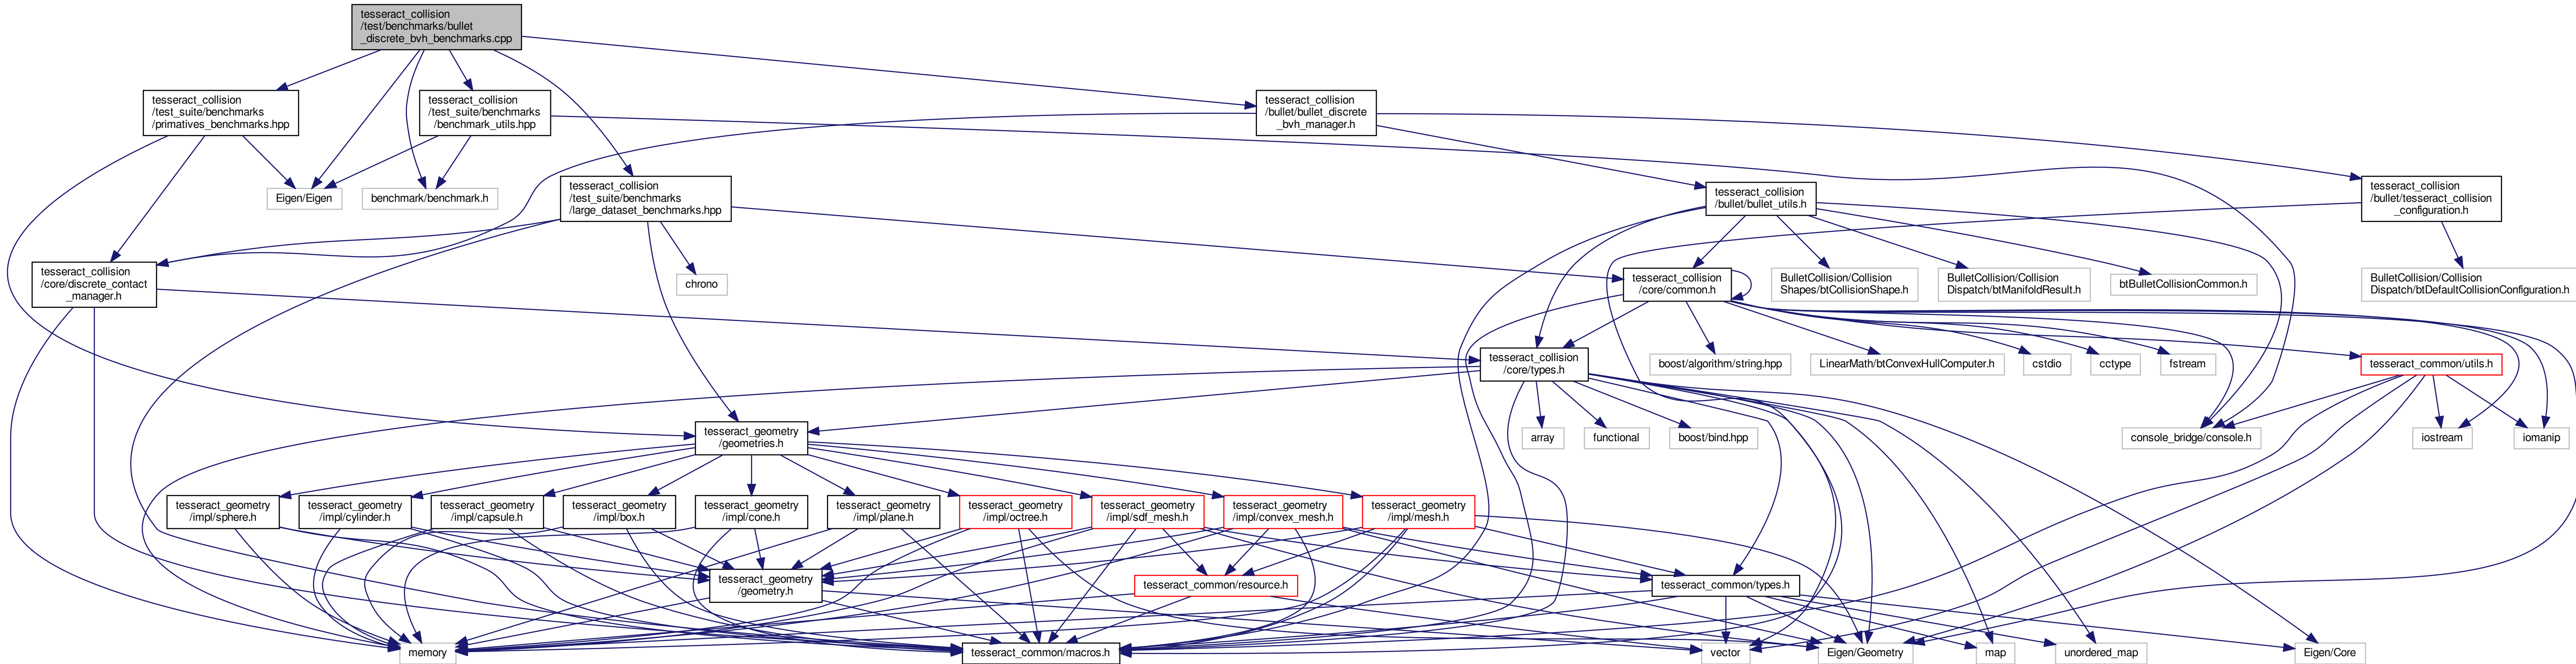 tesseract_collision
/test/benchmarks/bullet
_discrete_bvh_benchmarks.cpp
tesseract_collision
/test_suite/benchmarks
/primatives_benchmarks.hpp
tesseract_collision
/test_suite/benchmarks
/benchmark_utils.hpp
tesseract_collision
/bullet/bullet_discrete
_bvh_manager.h
Eigen/Eigen
benchmark/benchmark.h
tesseract_collision
/test_suite/benchmarks
/large_dataset_benchmarks.hpp
tesseract_collision
/bullet/bullet_utils.h
tesseract_collision
/bullet/tesseract_collision
_configuration.h
tesseract_collision
/core/discrete_contact
_manager.h
chrono
tesseract_collision
/core/common.h
BulletCollision/Collision
Shapes/btCollisionShape.h
BulletCollision/Collision
Dispatch/btManifoldResult.h
btBulletCollisionCommon.h
BulletCollision/Collision
Dispatch/btDefaultCollisionConfiguration.h
tesseract_collision
/core/types.h
boost/algorithm/string.hpp
LinearMath/btConvexHullComputer.h
cstdio
cctype
fstream
tesseract_common/utils.h
tesseract_geometry
/geometries.h
array
functional
boost/bind.hpp
console_bridge/console.h
iostream
iomanip
tesseract_geometry
/impl/sphere.h
tesseract_geometry
/impl/cylinder.h
tesseract_geometry
/impl/capsule.h
tesseract_geometry
/impl/box.h
tesseract_geometry
/impl/cone.h
tesseract_geometry
/impl/plane.h
tesseract_geometry
/impl/octree.h
tesseract_geometry
/impl/sdf_mesh.h
tesseract_geometry
/impl/convex_mesh.h
tesseract_geometry
/impl/mesh.h
tesseract_geometry
/geometry.h
tesseract_common/resource.h
tesseract_common/types.h
memory
tesseract_common/macros.h
vector
Eigen/Geometry
map
unordered_map
Eigen/Core